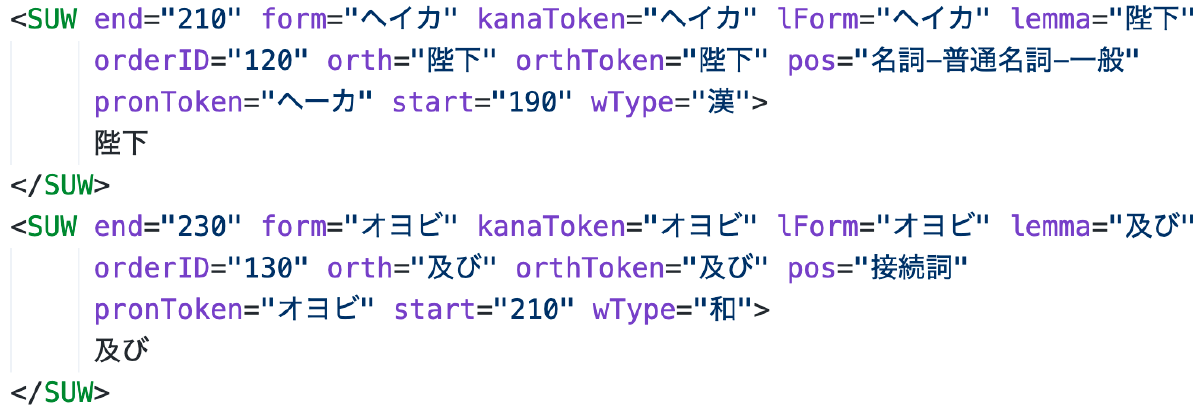 <SUW end="210" form="ヘイカ" kanaToken="ヘイカ" lForm="ヘイカ" lemma="陛下"
orderID="120" orth="陛下" orthToken="陛下" pos="名詞-普通名詞-一般"
pronToken="ヘーカ" start="190" wType="漢">
陛下
</SUW>
<SUW end="230" form="オヨビ" kanaToken="オヨビ" lForm="オヨビ" lemma="及び"
orderID="130" orth="及び" orthToken="及び" pos="接続詞"
pronToken="オヨビ" start="210" wType="和">
及び
</SUW>